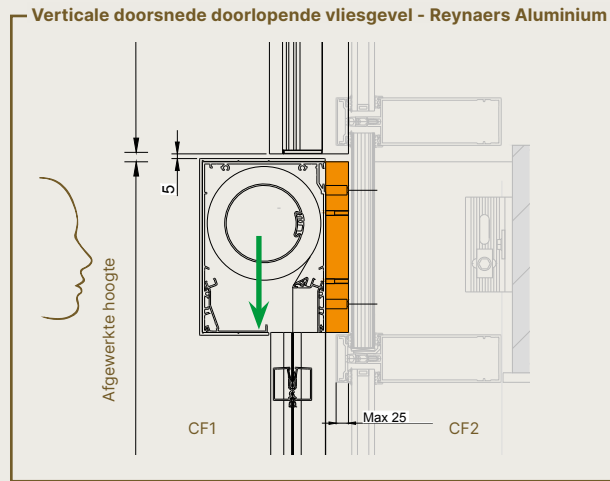 Verticale doorsnede doorlopende vliesgevel - Reynaers Aluminium
5
Afgewerkte hoogte
Max 25
CF1
CF2